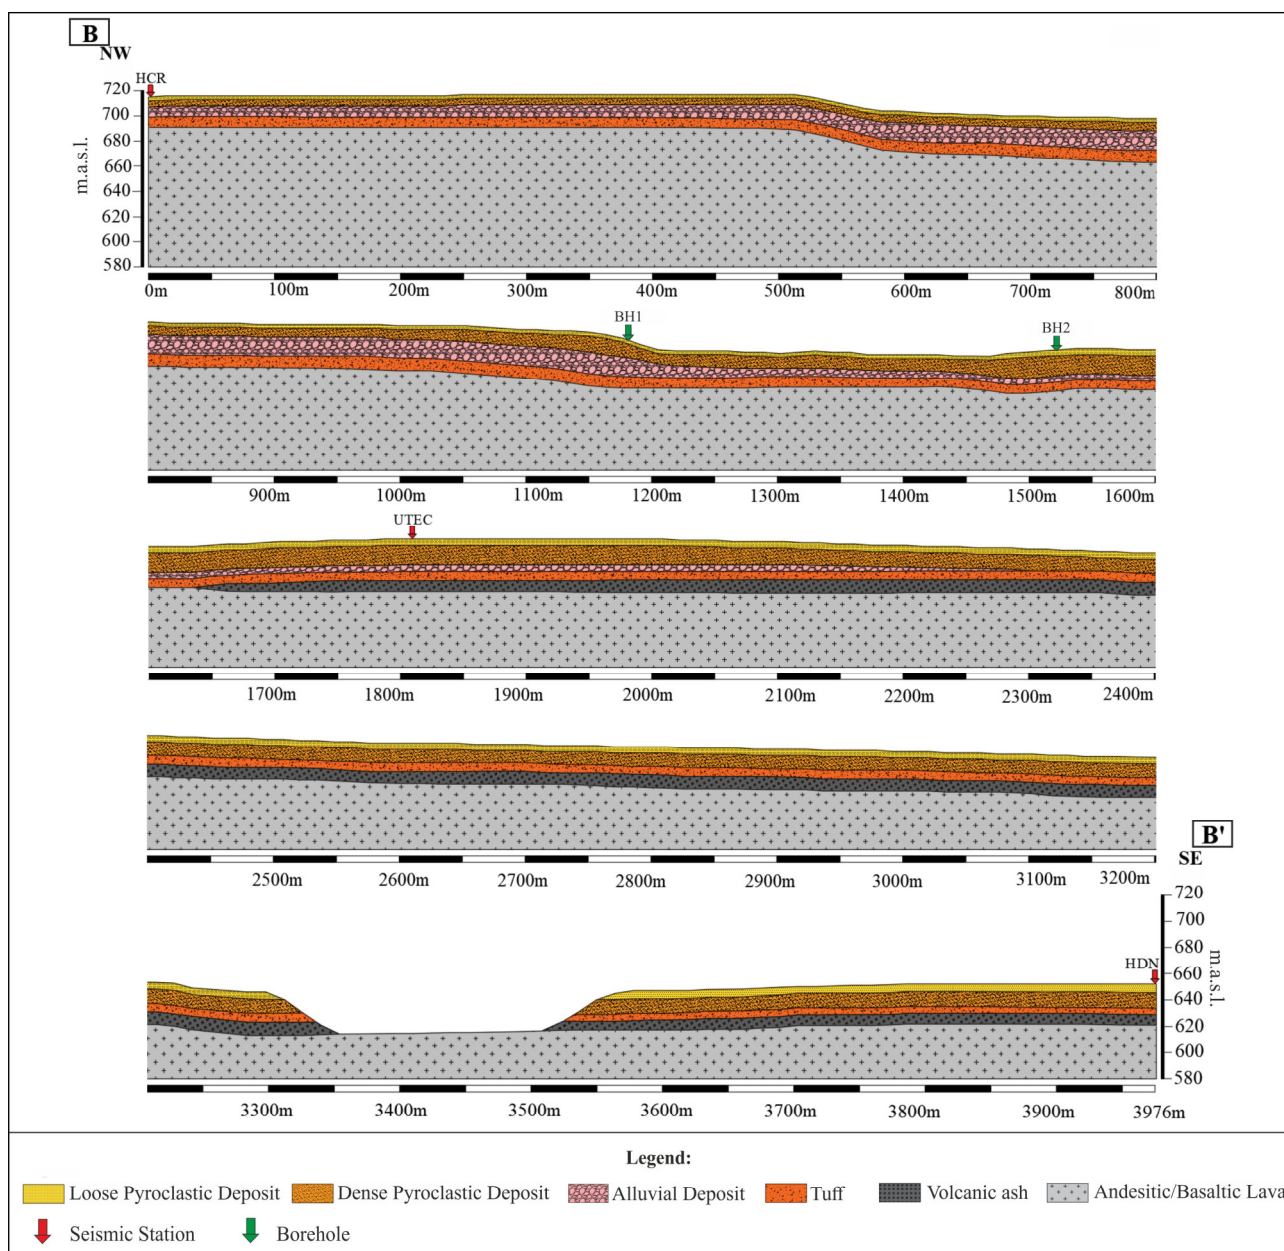 B
NW
HCR
720
700
680
660
640
620
600
580
m.a.s.l.
0m 100m 200m 300m 400m 500m 600m 700m 800m
BH1 BH2
900m 1000m 1100m 1200m 1300m 1400m 1500m 1600m
UTEC
1700m 1800m 1900m 2000m 2100m 2200m 2300m 2400m
B'
SE
2500m 2600m 2700m 2800m 2900m 3000m 3100m 3200m
720
700
680
660
640
620
600
580
m.a.s.l.
HDN
3300m 3400m 3500m 3600m 3700m 3800m 3900m 3976m
Legend:
Loose Pyroclastic Deposit Dense Pyroclastic Deposit Alluvial Deposit Tuff Volcanic ash Andesitic/Basaltic Lava
Seismic Station Borehole